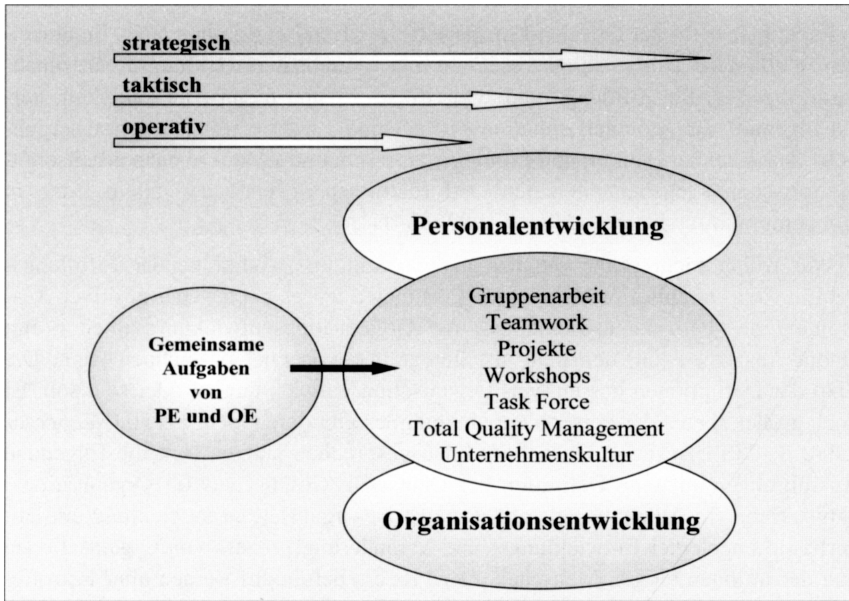 strategisch
taktisch
operativ
Personalentwicklung
Gemeinsame
Aufgaben
von
PE und OE
Gruppenarbeit
Teamwork
Projekte
Workshops
Task Force
Total Quality Management
Unternehmenskultur
Organisationsentwicklung